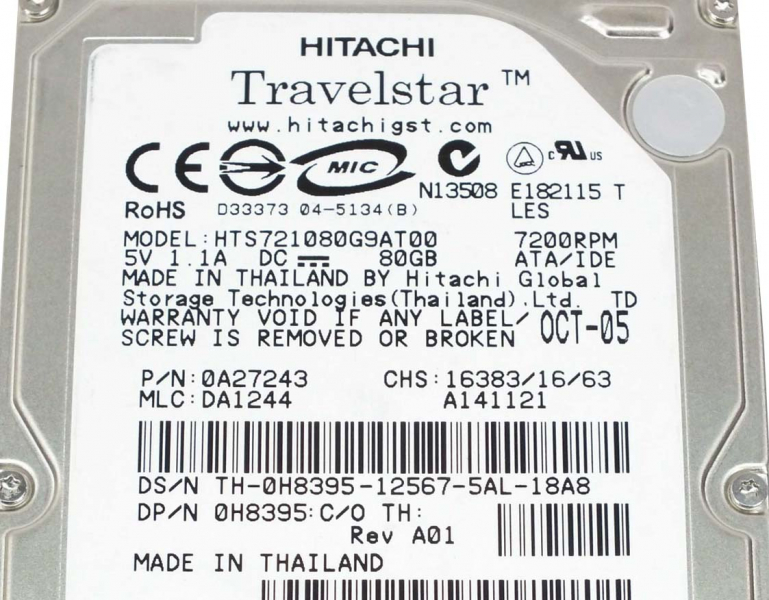 HITACHI
Travelstar ™
www.hitachigst.com
CE MIC c UL US
N13508 E182115 T
RoHS D33373 04-5134(B) LES
MODEL:HTS721080G9AT00 7200RPM
5V 1.1A DC 80GB ATA/IDE
MADE IN THAILAND BY Hitachi Global
Storage Technologies(Thailand).Ltd. TD
WARRANTY VOID IF ANY LABEL/
SCREW IS REMOVED OR BROKEN OCT-05
P/N:0A27243 CHS:16383/16/63
MLC:DA1244 A141121
DS/N TH-0H8395-12567-5AL-18A8
DP/N 0H8395:C/O TH:
Rev A01
MADE IN THAILAND